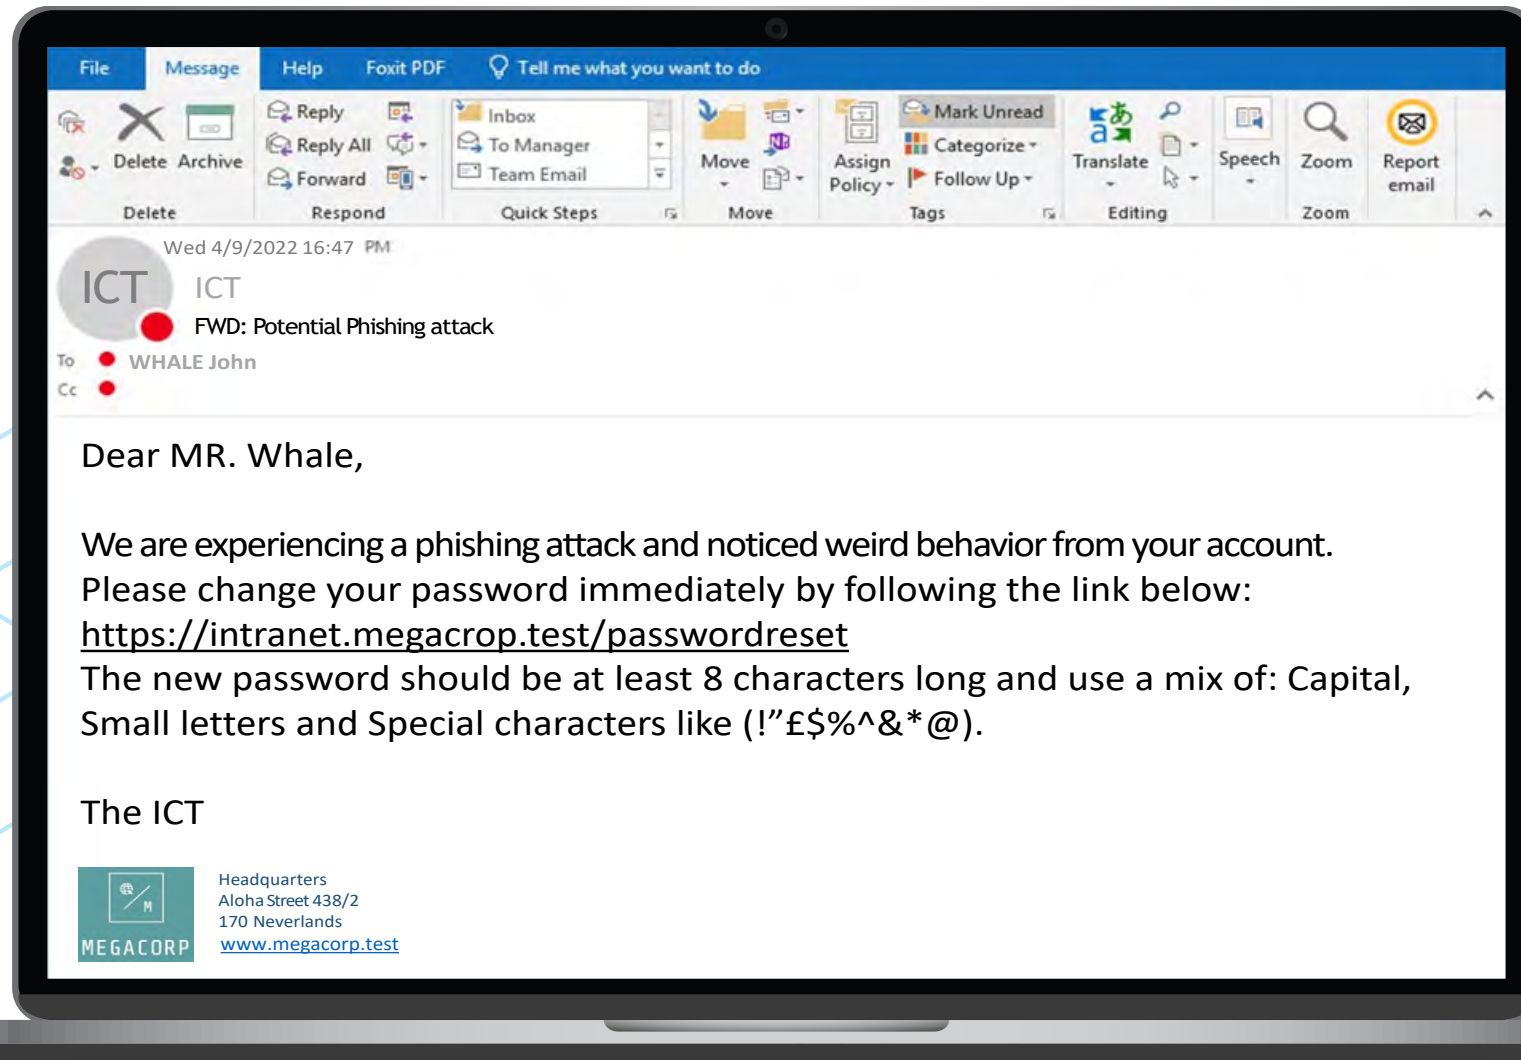 File Message Help Foxit PDF Tell me what you want to do
Reply
Reply All
Forward
Delete Archive
Inbox
To Manager
Team Email
Move
Assign Policy
Mark Unread
Categorize
Follow Up
あ
a
Translate
Speech
Zoom
Report email
Delete Respond Quick Steps Move Tags Editing Zoom
Wed 4/9/2022 16:47 PM
ICT ICT
FWD: Potential Phishing attack
To WHALE John
Cc
Dear MR. Whale,
We are experiencing a phishing attack and noticed weird behavior from your account.
Please change your password immediately by following the link below:
https://intranet.megacrop.test/passwordreset
The new password should be at least 8 characters long and use a mix of: Capital,
Small letters and Special characters like (!”£$%^&*@).
The ICT
M
MEGACORP
Headquarters
Aloha Street 438/2
170 Neverlands
www.megacorp.test